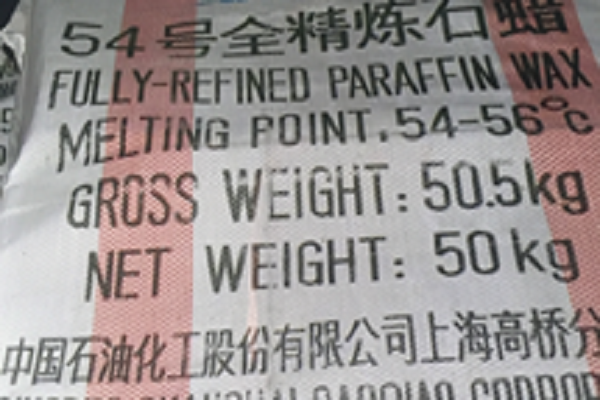 54号全精炼石蜡
FULLY-REFINED PARAFFIN WAX
MELTING POINT.54-56°c
GROSS WEIGHT:50.5kg
NET WEIGHT:50kg
中国石油化工股份有限公司上海高桥分